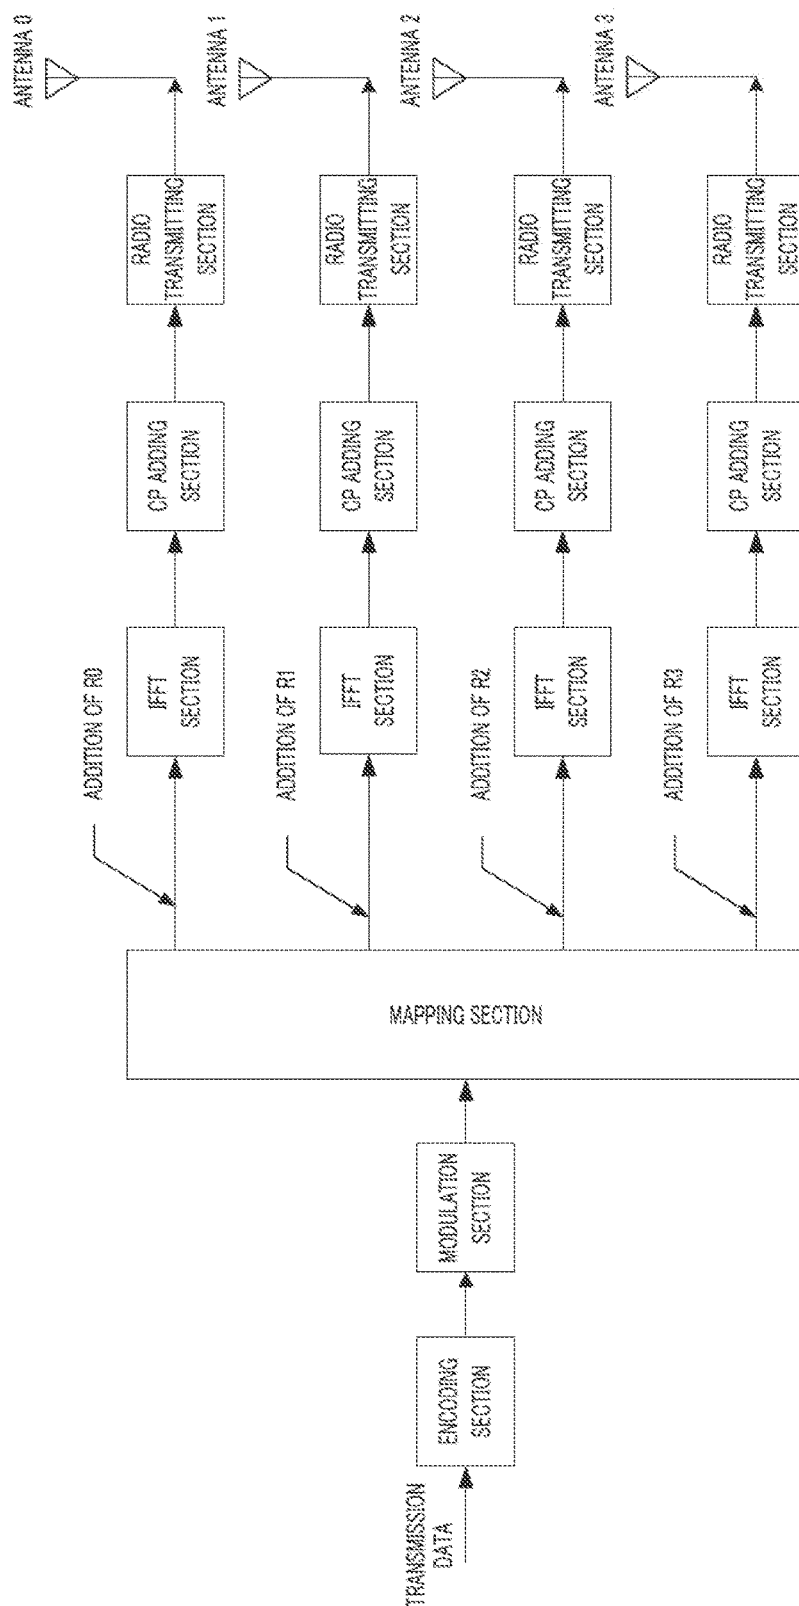 TRANSMISSION
DATA
ENCODING
SECTION
MODULATION
SECTION
MAPPING SECTION
ADDITION OF R0
IFFT
SECTION
CP ADDING
SECTION
RADIO
TRANSMITTING
SECTION
ANTENNA 0
ADDITION OF R1
IFFT
SECTION
CP ADDING
SECTION
RADIO
TRANSMITTING
SECTION
ANTENNA 1
ADDITION OF R2
IFFT
SECTION
CP ADDING
SECTION
RADIO
TRANSMITTING
SECTION
ANTENNA 2
ADDITION OF R3
IFFT
SECTION
CP ADDING
SECTION
RADIO
TRANSMITTING
SECTION
ANTENNA 3